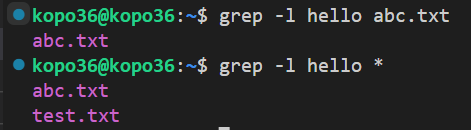 kopo36@kopo36:~$ grep -l hello abc.txt
abc.txt
kopo36@kopo36:~$ grep -l hello *
abc.txt
test.txt